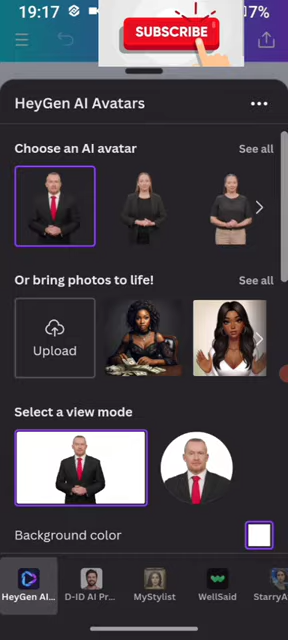 19:17
7%
SUBSCRIBE
HeyGen AI Avatars
Choose an AI avatar
See all
Or bring photos to life!
See all
Upload
Select a view mode
Background color
HeyGen AI...
D-ID AI Pr...
MyStylist
WellSaid
StarryA